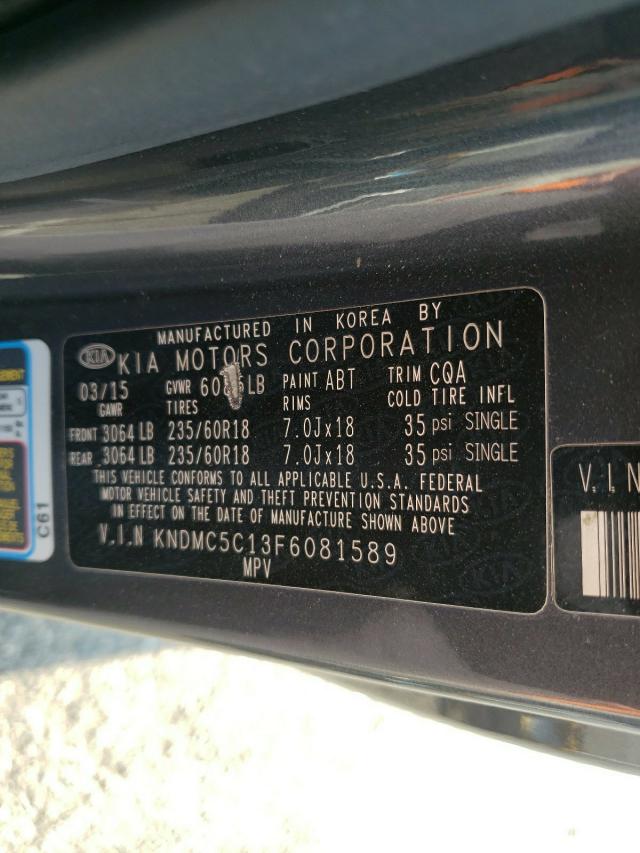 MANUFACTURED IN KOREA BY
KIA KIA MOTORS CORPORATION
03/15 GVWR LB PAINT ABT TRIM CQA
GAWR TIRES RIMS COLD TIRE INFL
FRONT 3064 LB 235/60R18 7.0Jx18 35 psi SINGLE
REAR 3064 LB 235/60R18 7.0Jx18 35 psi SINGLE
THIS VEHICLE CONFORMS TO ALL APPLICABLE U.S.A. FEDERAL
MOTOR VEHICLE SAFETY AND THEFT PREVENTION STANDARDS
IN EFFECT ON THE DATE OF MANUFACTURE SHOWN ABOVE
V.I.N KNDMC5C13F6081589
MPV
C61
V.I.N